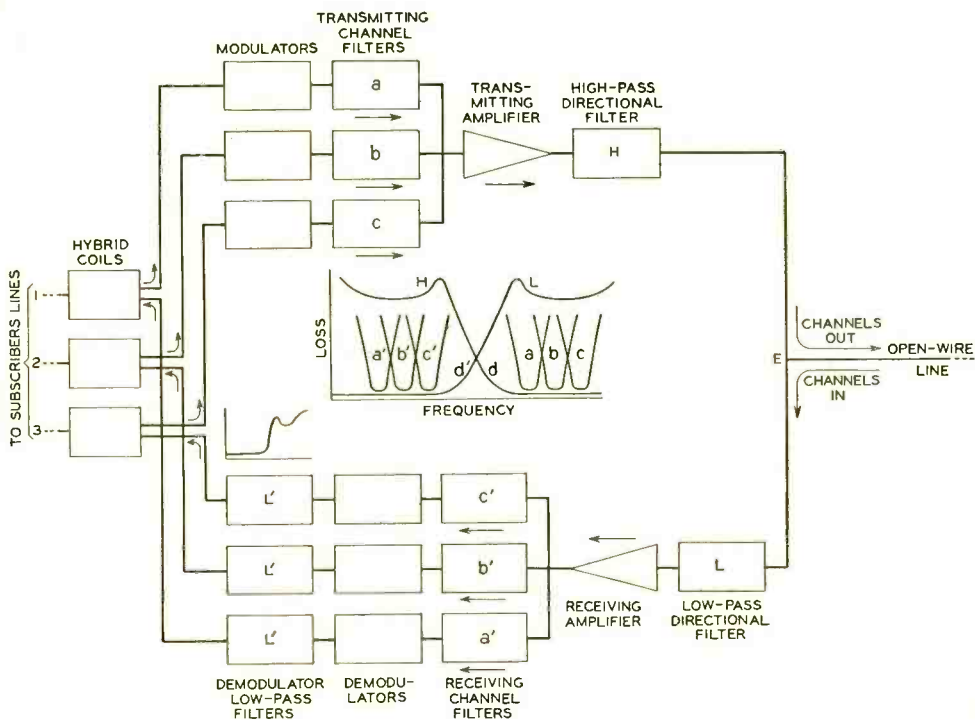 TRANSMITTING
CHANNEL
FILTERS
MODULATORS
a
b
c
TRANS-
MITTING
AMPLIFIER
HIGH-PASS
DIRECTIONAL
FILTER
H
HYBRID
COILS
TO SUBSCRIBERS LINES
1
2
3
LOSS
H
L
a'
b'
c'
d'
d
a
b
c
FREQUENCY
E
CHANNELS
OUT
OPEN-WIRE
LINE
CHANNELS
IN
L'
c'
L'
b'
L'
a'
L
RECEIVING
AMPLIFIER
LOW-PASS
DIRECTIONAL
FILTER
DEMODULATOR
LOW-PASS
FILTERS
DEMODU-
LATORS
RECEIVING
CHANNEL
FILTERS